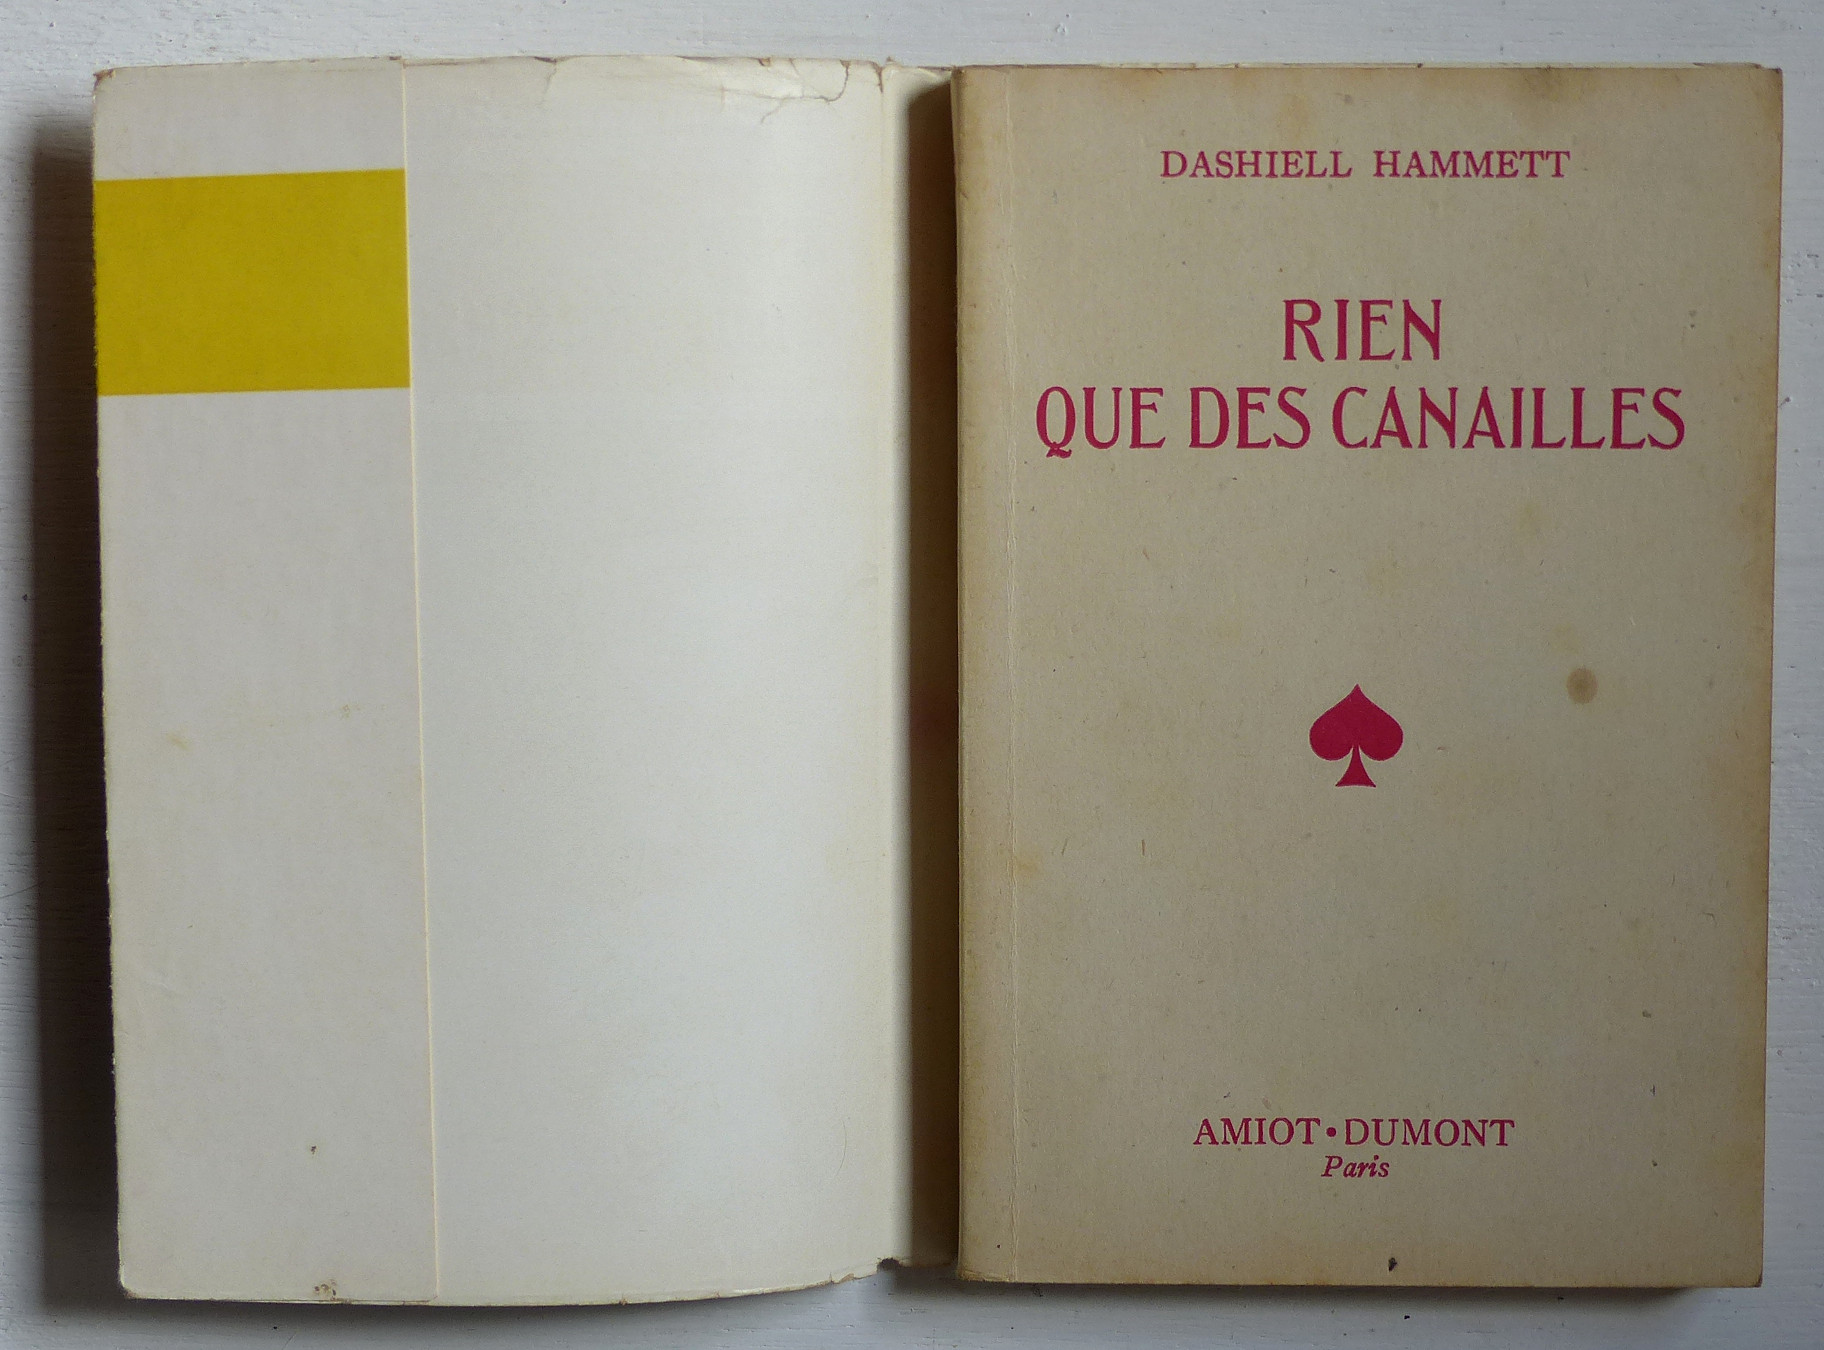 DASHIELL HAMMETT
RIEN
QUE DES CANAILLES
AMIOT • DUMONT
Paris